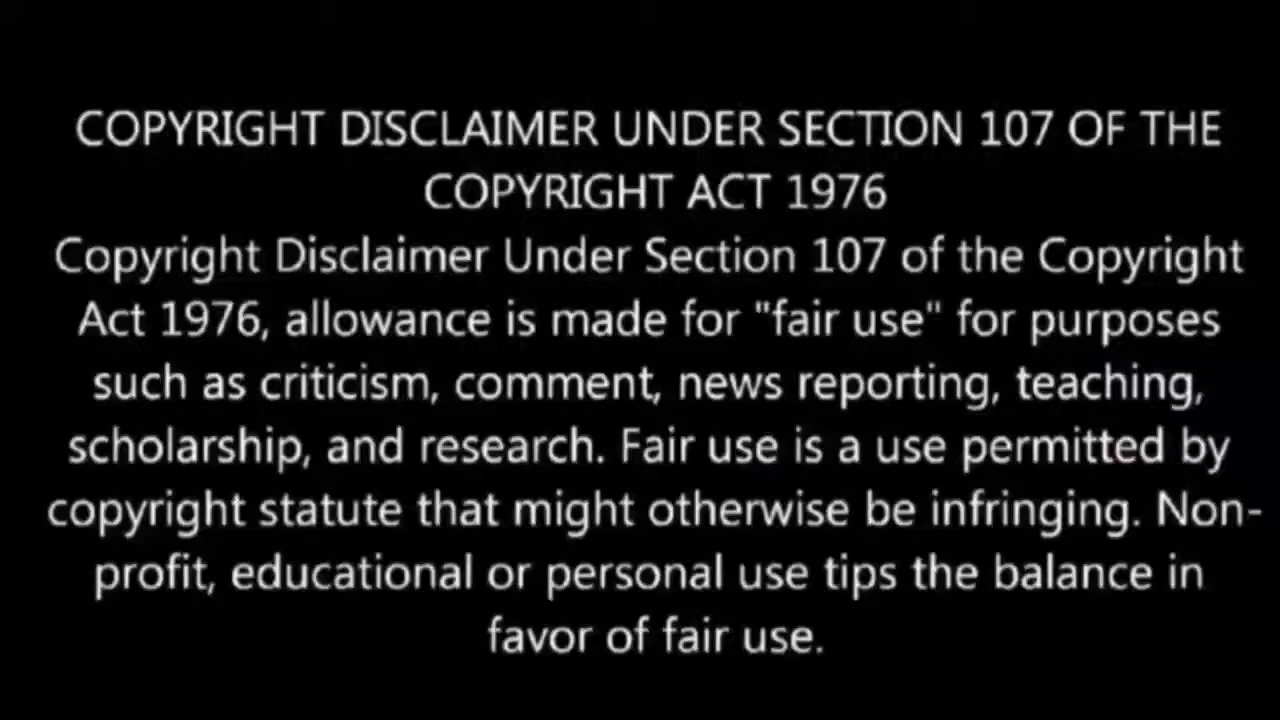 COPYRIGHT DISCLAIMER UNDER SECTION 107 OF THE
COPYRIGHT ACT 1976
Copyright Disclaimer Under Section 107 of the Copyright
Act 1976, allowance is made for "fair use" for purposes
such as criticism, comment, news reporting, teaching,
scholarship, and research. Fair use is a use permitted by
copyright statute that might otherwise be infringing. Non-
profit, educational or personal use tips the balance in
favor of fair use.